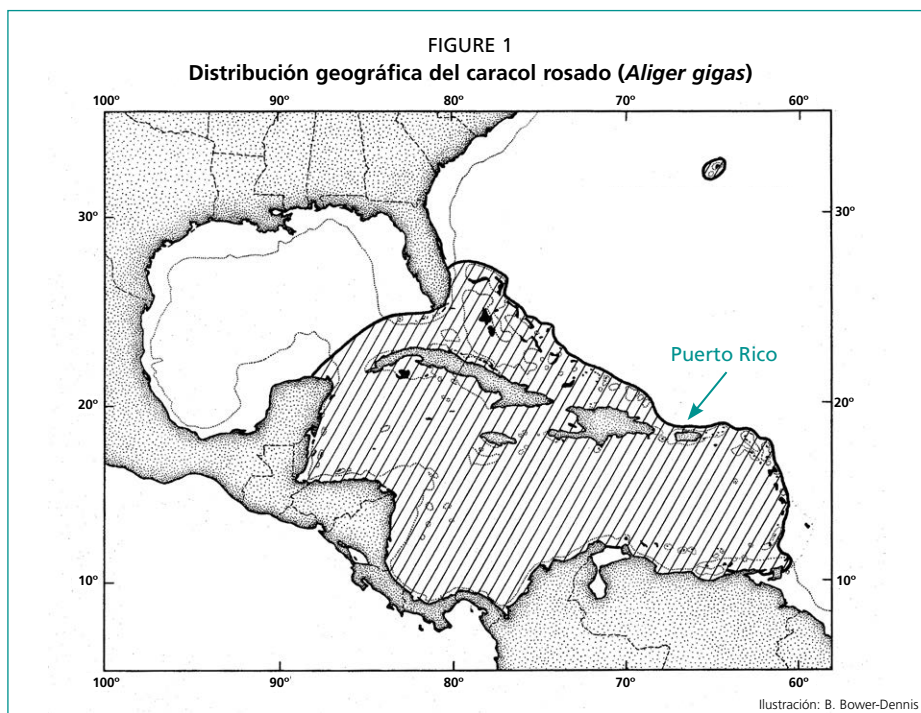 FIGURE 1
Distribución geográfica del caracol rosado (Aliger gigas)
100º 90º 80º 70º 60º
30º 30º
Puerto Rico
20º 20º
10º 10º
100º 90º 80º 70º 60º
Ilustración: B. Bower-Dennis